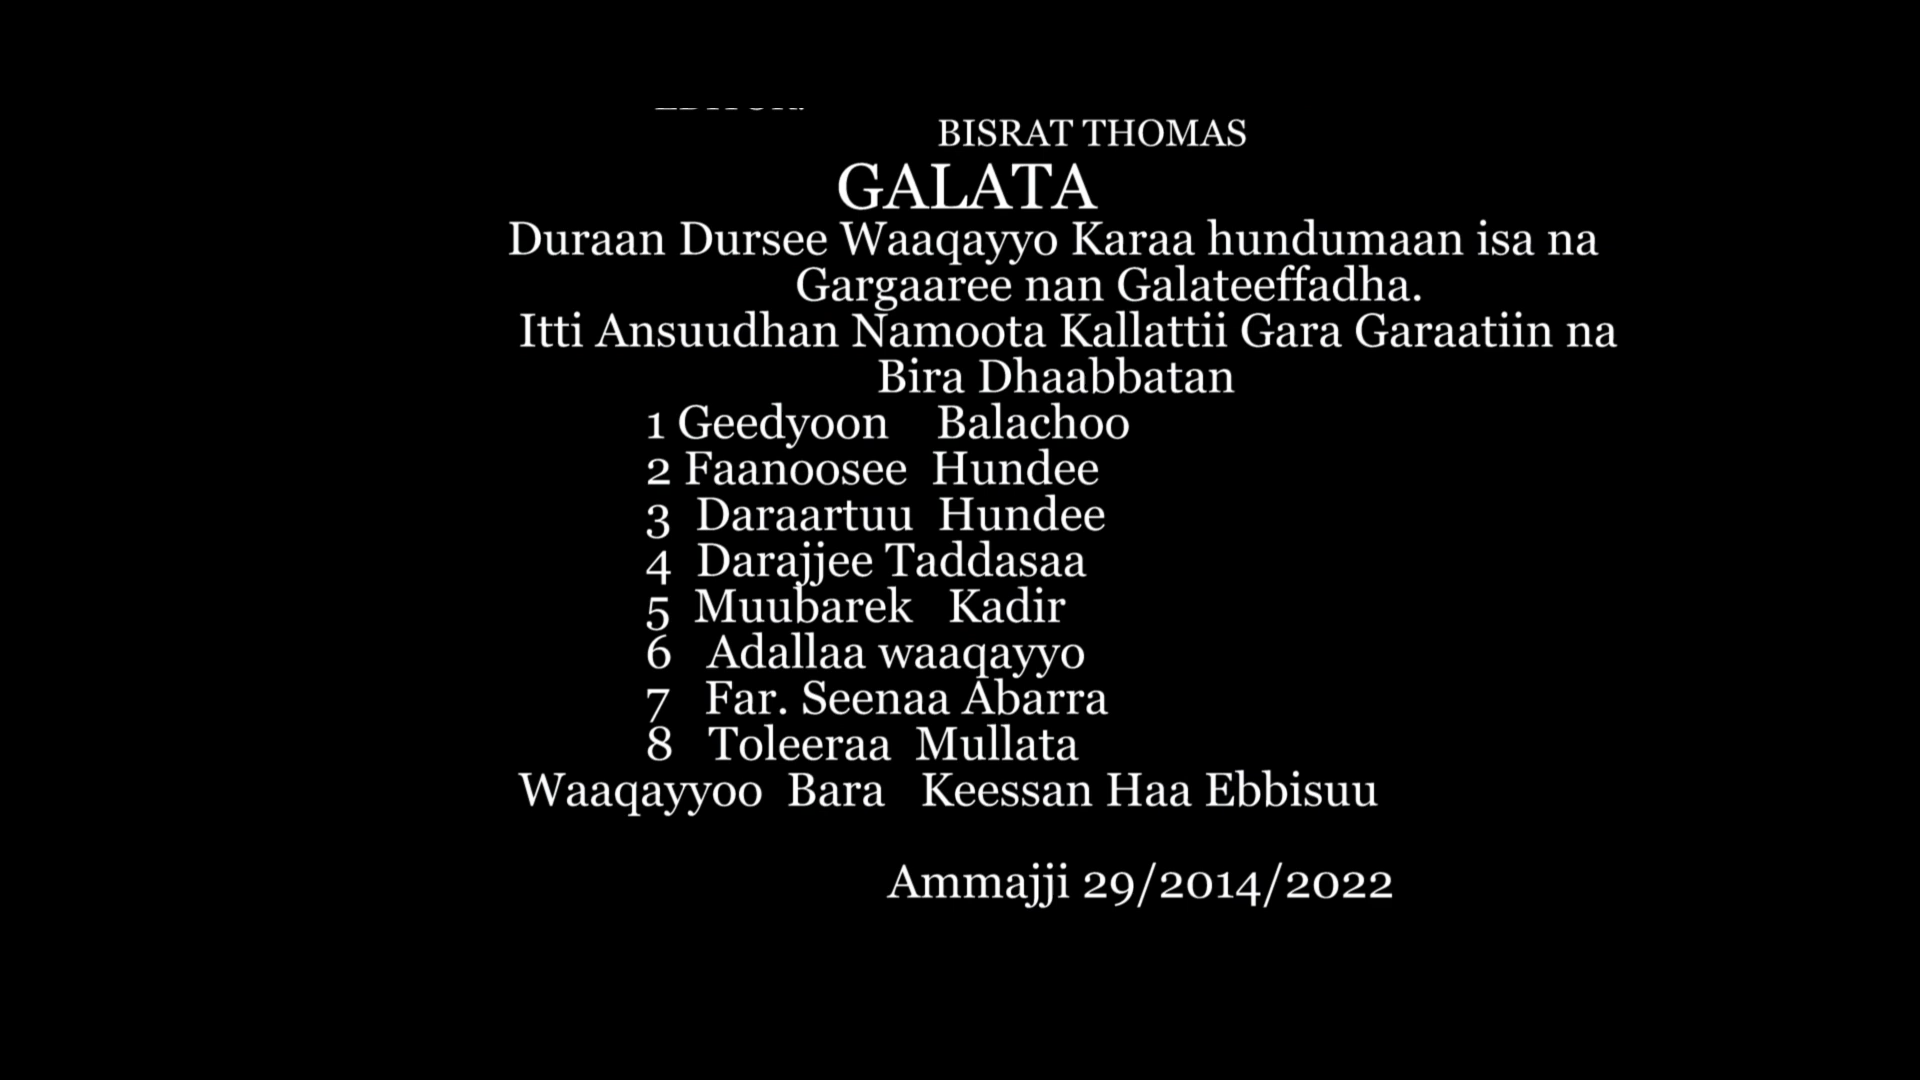 BISRAT THOMAS
GALATA
Duraan Dursee Waaqayyo Karaa hundumaan isa na
Gargaaree nan Galateeffadha.
Itti Ansuudhan Namoota Kallattii Gara Garaatiin na
Bira Dhaabbatan
1 Geedyoon Balachoo
2 Faanoosee Hundee
3 Daraartuu Hundee
4 Darajjee Taddasaa
5 Muubarek Kadir
6 Adallaa waaqayyo
7 Far. Seenaa Abarra
8 Toleeraa Mullata
Waaqayyoo Bara Keessan Haa Ebbisuu
Ammajji 29/2014/2022